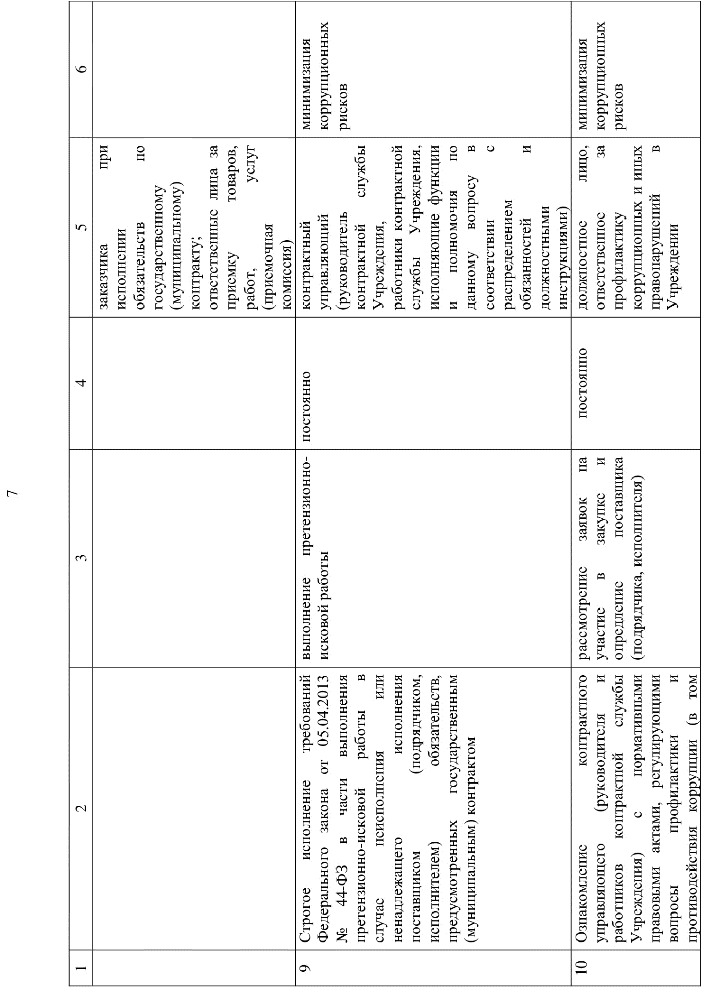 7
1
2
3
4
5
6
заказчика при
исполнении
обязательств по
государственному
(муниципальному)
контракту;
ответственные лица за
приемку товаров,
работ, услуг
(приемочная
комиссия)
9
Строгое исполнение требований
Федерального закона от 05.04.2013
№ 44-ФЗ в части выполнения
претензионно-исковой работы в
случае неисполнения или
ненадлежащего исполнения
поставщиком (подрядчиком,
исполнителем) обязательств,
предусмотренных государственным
(муниципальным) контрактом
выполнение претензионно-
исковой работы
постоянно
контрактный
управляющий
(руководитель
контрактной службы
Учреждения,
работники контрактной
службы Учреждения,
исполняющие функции
и полномочия по
данному вопросу в
соответствии с
распределением
обязанностей и
должностными
инструкциями)
минимизация
коррупционных
рисков
10
Ознакомление контрактного
управляющего (руководителя и
работников контрактной службы
Учреждения) с нормативными
правовыми актами, регулирующими
вопросы профилактики и
противодействия коррупции (в том
рассмотрение заявок на
участие в закупке и
опредление поставщика
(подрядчика, исполнителя)
постоянно
должностное лицо,
ответственное за
профилактику
коррупционных и иных
правонарушений в
Учреждении
минимизация
коррупционных
рисков